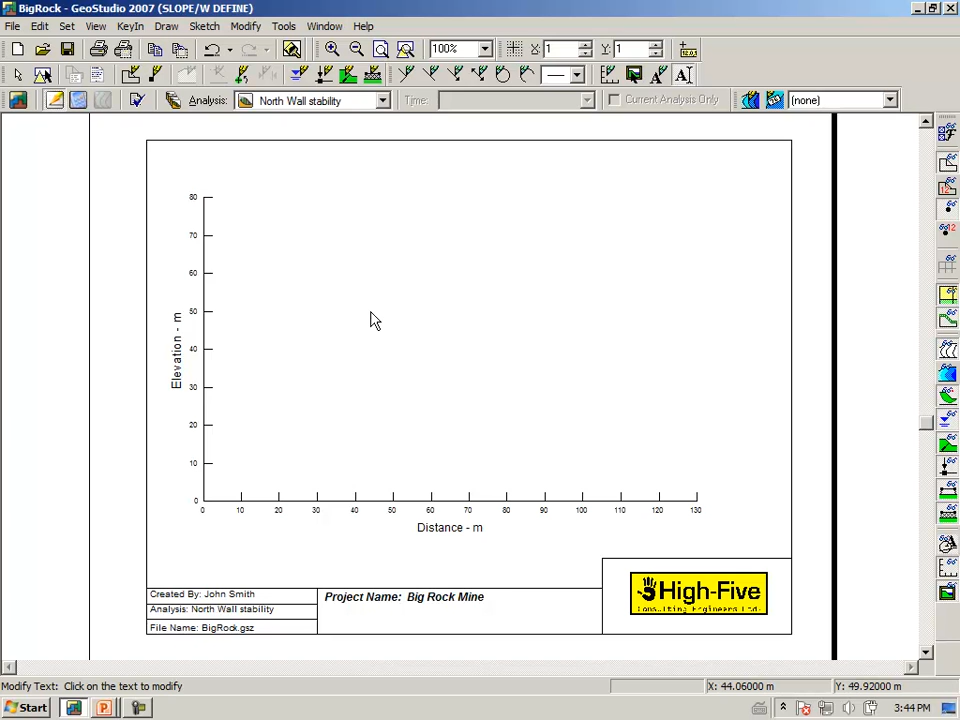 BigRock - GeoStudio 2007 (SLOPE/W DEFINE)
File Edit Set View KeyIn Draw Sketch Modify Tools Window Help
100% X: 1 Y: 1
Analysis: North Wall stability Time: Current Analysis Only (none)
80
70
60
50
40
30
20
10
0
Elevation - m
0 10 20 30 40 50 60 70 80 90 100 110 120 130
Distance - m
Created By: John Smith
Analysis: North Wall stability
File Name: BigRock.gsz
Project Name: Big Rock Mine
High-Five
Consulting Engineers Ltd.
Modify Text: Click on the text to modify X: 44.06000 m Y: 49.92000 m
Start 3:44 PM